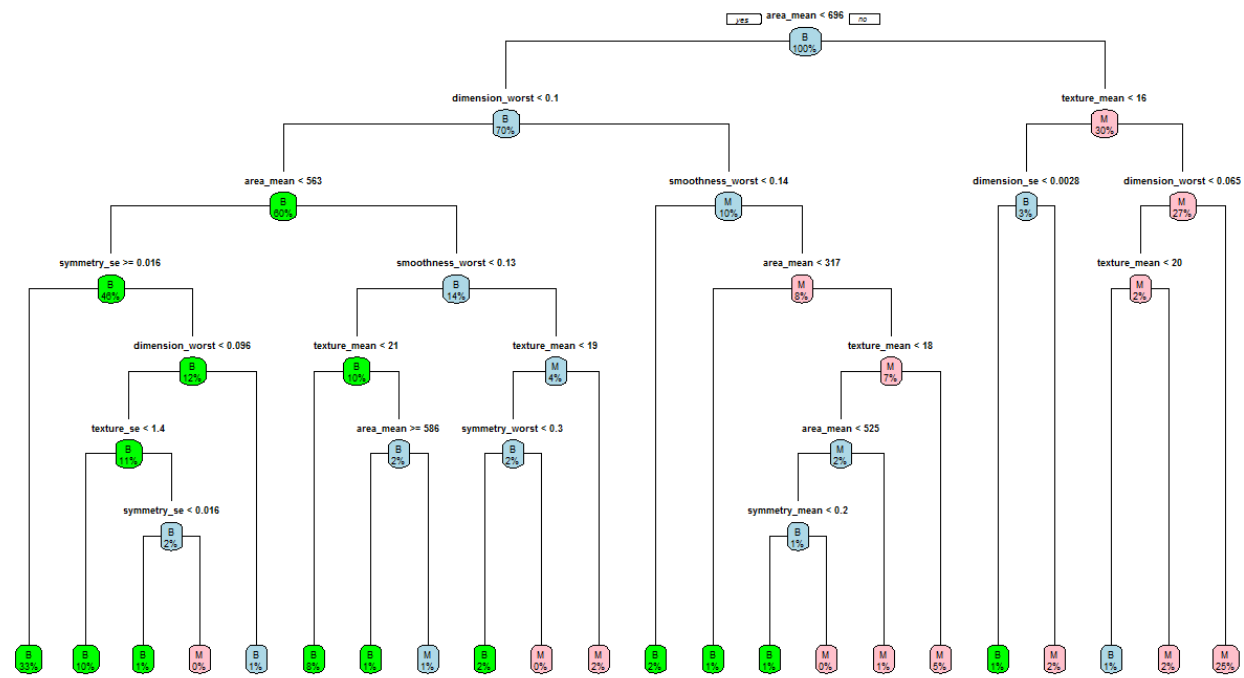 yes area_mean < 696 no
B
100%
dimension_worst < 0.1 texture_mean < 16
B M
70% 30%
area_mean < 563 smoothness_worst < 0.14 dimension_se < 0.0028 dimension_worst < 0.065
B M B M
60% 10% 3% 27%
symmetry_se >= 0.016 smoothness_worst < 0.13 area_mean < 317 texture_mean < 20
B B M M
46% 14% 8% 2%
dimension_worst < 0.096 texture_mean < 21 texture_mean < 19 texture_mean < 18
B B M M
12% 10% 4% 7%
texture_se < 1.4 area_mean >= 586 symmetry_worst < 0.3 area_mean < 525
B B B M
11% 2% 2% 2%
symmetry_se < 0.016 symmetry_mean < 0.2
B B
2% 1%
B B B M B B B M B M M B B B M M M B M B M M
33% 10% 1% 0% 1% 8% 1% 1% 2% 0% 2% 2% 1% 1% 0% 1% 5% 1% 2% 1% 2% 25%